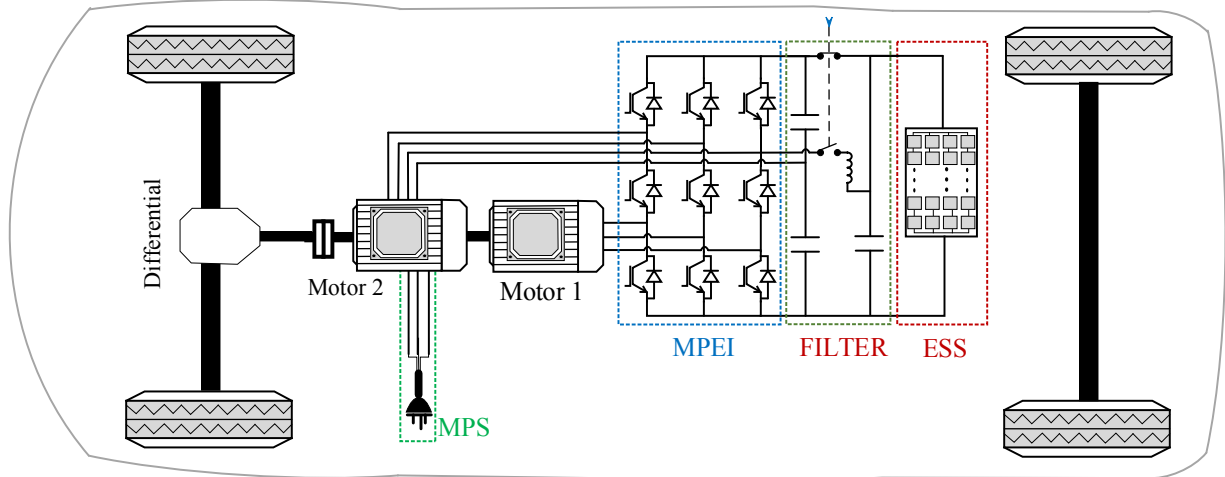 Differential
Motor 2
Motor 1
MPEI
FILTER
ESS
MPS